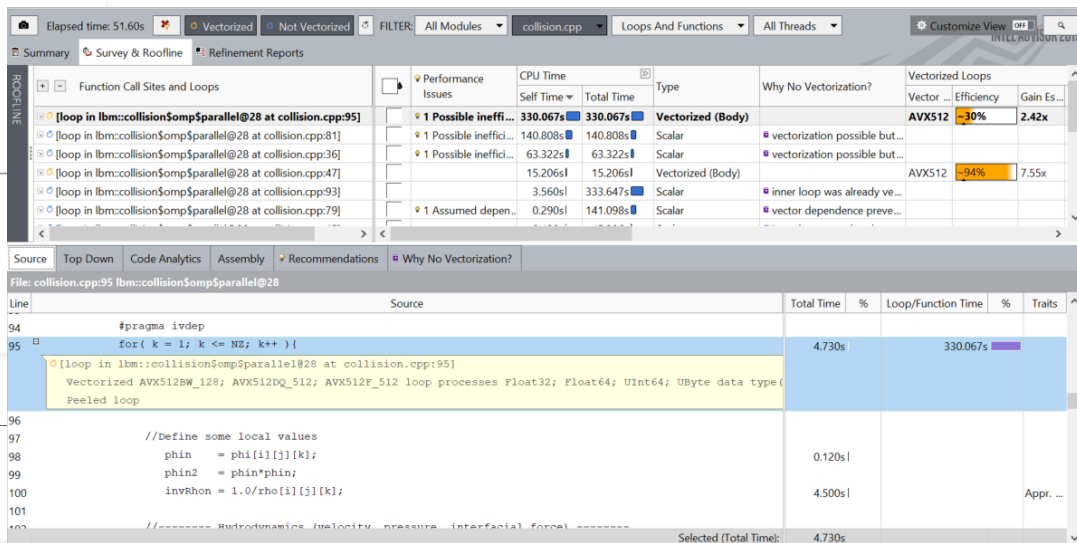 Elapsed time: 51.60s Vectorized Not Vectorized FILTER: All Modules collision.cpp Loops And Functions All Threads Customize View OFF
INTEL ADVISOR 2018
Summary Survey & Roofline Refinement Reports
ROOFLINE
+ - Function Call Sites and Loops Performance Issues CPU Time Type Why No Vectorization? Vectorized Loops
Self Time Total Time Vector ... Efficiency Gain Es...
[loop in lbm::collision$omp$parallel@28 at collision.cpp:95] 1 Possible ineffi... 330.067s 330.067s Vectorized (Body) AVX512 ~30% 2.42x
[loop in lbm::collision$omp$parallel@28 at collision.cpp:81] 1 Possible ineffici... 140.808s 140.808s Scalar vectorization possible but...
[loop in lbm::collision$omp$parallel@28 at collision.cpp:36] 1 Possible ineffici... 63.322s 63.322s Scalar vectorization possible but...
[loop in lbm::collision$omp$parallel@28 at collision.cpp:47] 15.206s 15.206s Vectorized (Body) AVX512 ~94% 7.55x
[loop in lbm::collision$omp$parallel@28 at collision.cpp:93] 3.560s 333.647s Scalar inner loop was already ve...
[loop in lbm::collision$omp$parallel@28 at collision.cpp:79] 1 Assumed depen... 0.290s 141.098s Scalar vector dependence preve...
Source Top Down Code Analytics Assembly Recommendations Why No Vectorization?
File: collision.cpp:95 lbm::collision$omp$parallel@28
Line Source Total Time % Loop/Function Time % Traits
94 #pragma ivdep
95 for( k = 1; k <= NZ; k++ ){ 4.730s 330.067s
[loop in lbm::collision$omp$parallel@28 at collision.cpp:95]
Vectorized AVX512BW_128; AVX512DQ_512; AVX512F_512 loop processes Float32; Float64; UInt64; UByte data type(
Peeled loop
96
97 //Define some local values
98 phin = phi[i][j][k]; 0.120s
99 phin2 = phin*phin;
100 invRhon = 1.0/rho[i][j][k]; 4.500s Appr. ...
101
102 //-------- Hydrodynamics (velocity, pressure, interfacial force) --------
Selected (Total Time): 4.730s